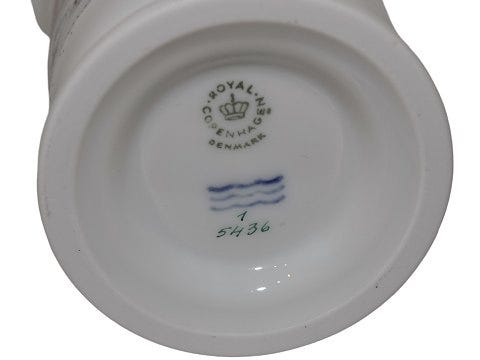 ROYAL
COPENHAGEN
DENMARK
1
5436